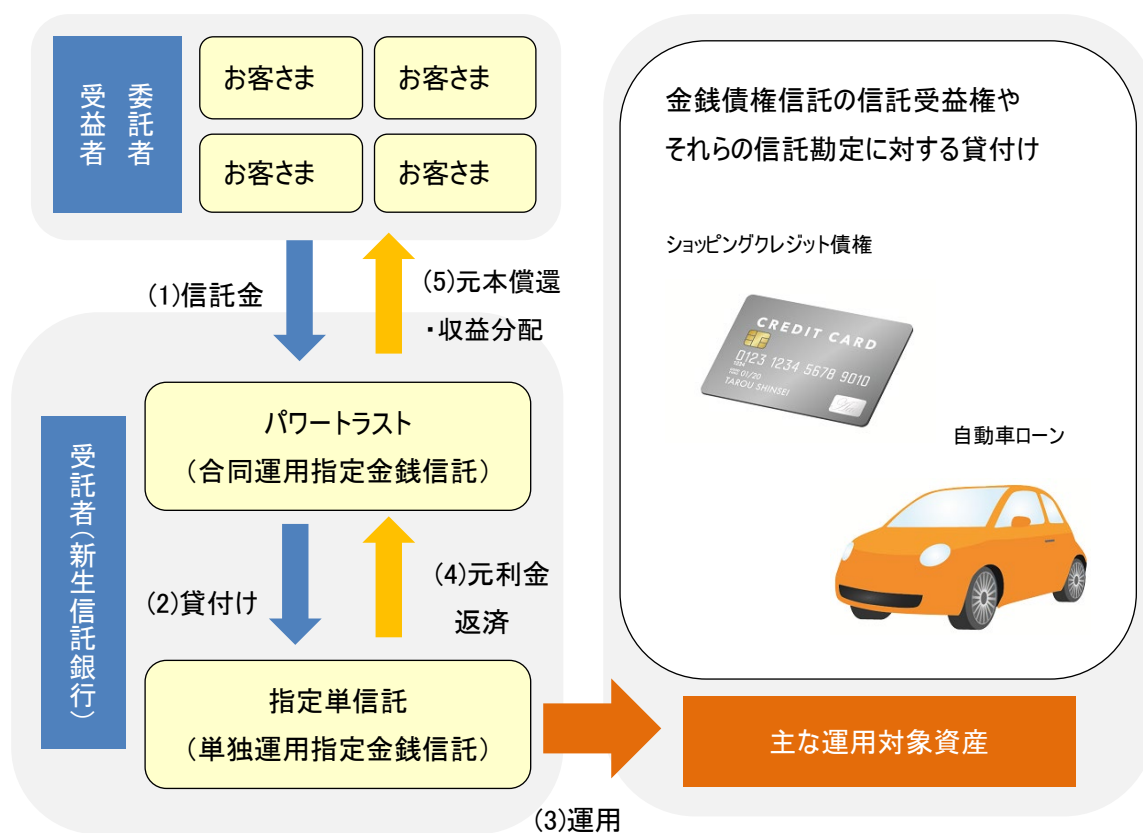 委託者
受益者
お客さま
お客さま
お客さま
お客さま
(1)信託金
(5)元本償還
・収益分配
受託者(新生信託銀行)
パワートラスト
(合同運用指定金銭信託)
(2)貸付け
(4)元利金
返済
指定単信託
(単独運用指定金銭信託)
(3)運用
金銭債権信託の信託受益権や
それらの信託勘定に対する貸付け
ショッピングクレジット債権
CREDIT CARD
0123 1234 5678 9010
1234
01/20
TAROU SHINSEI
自動車ローン
主な運用対象資産